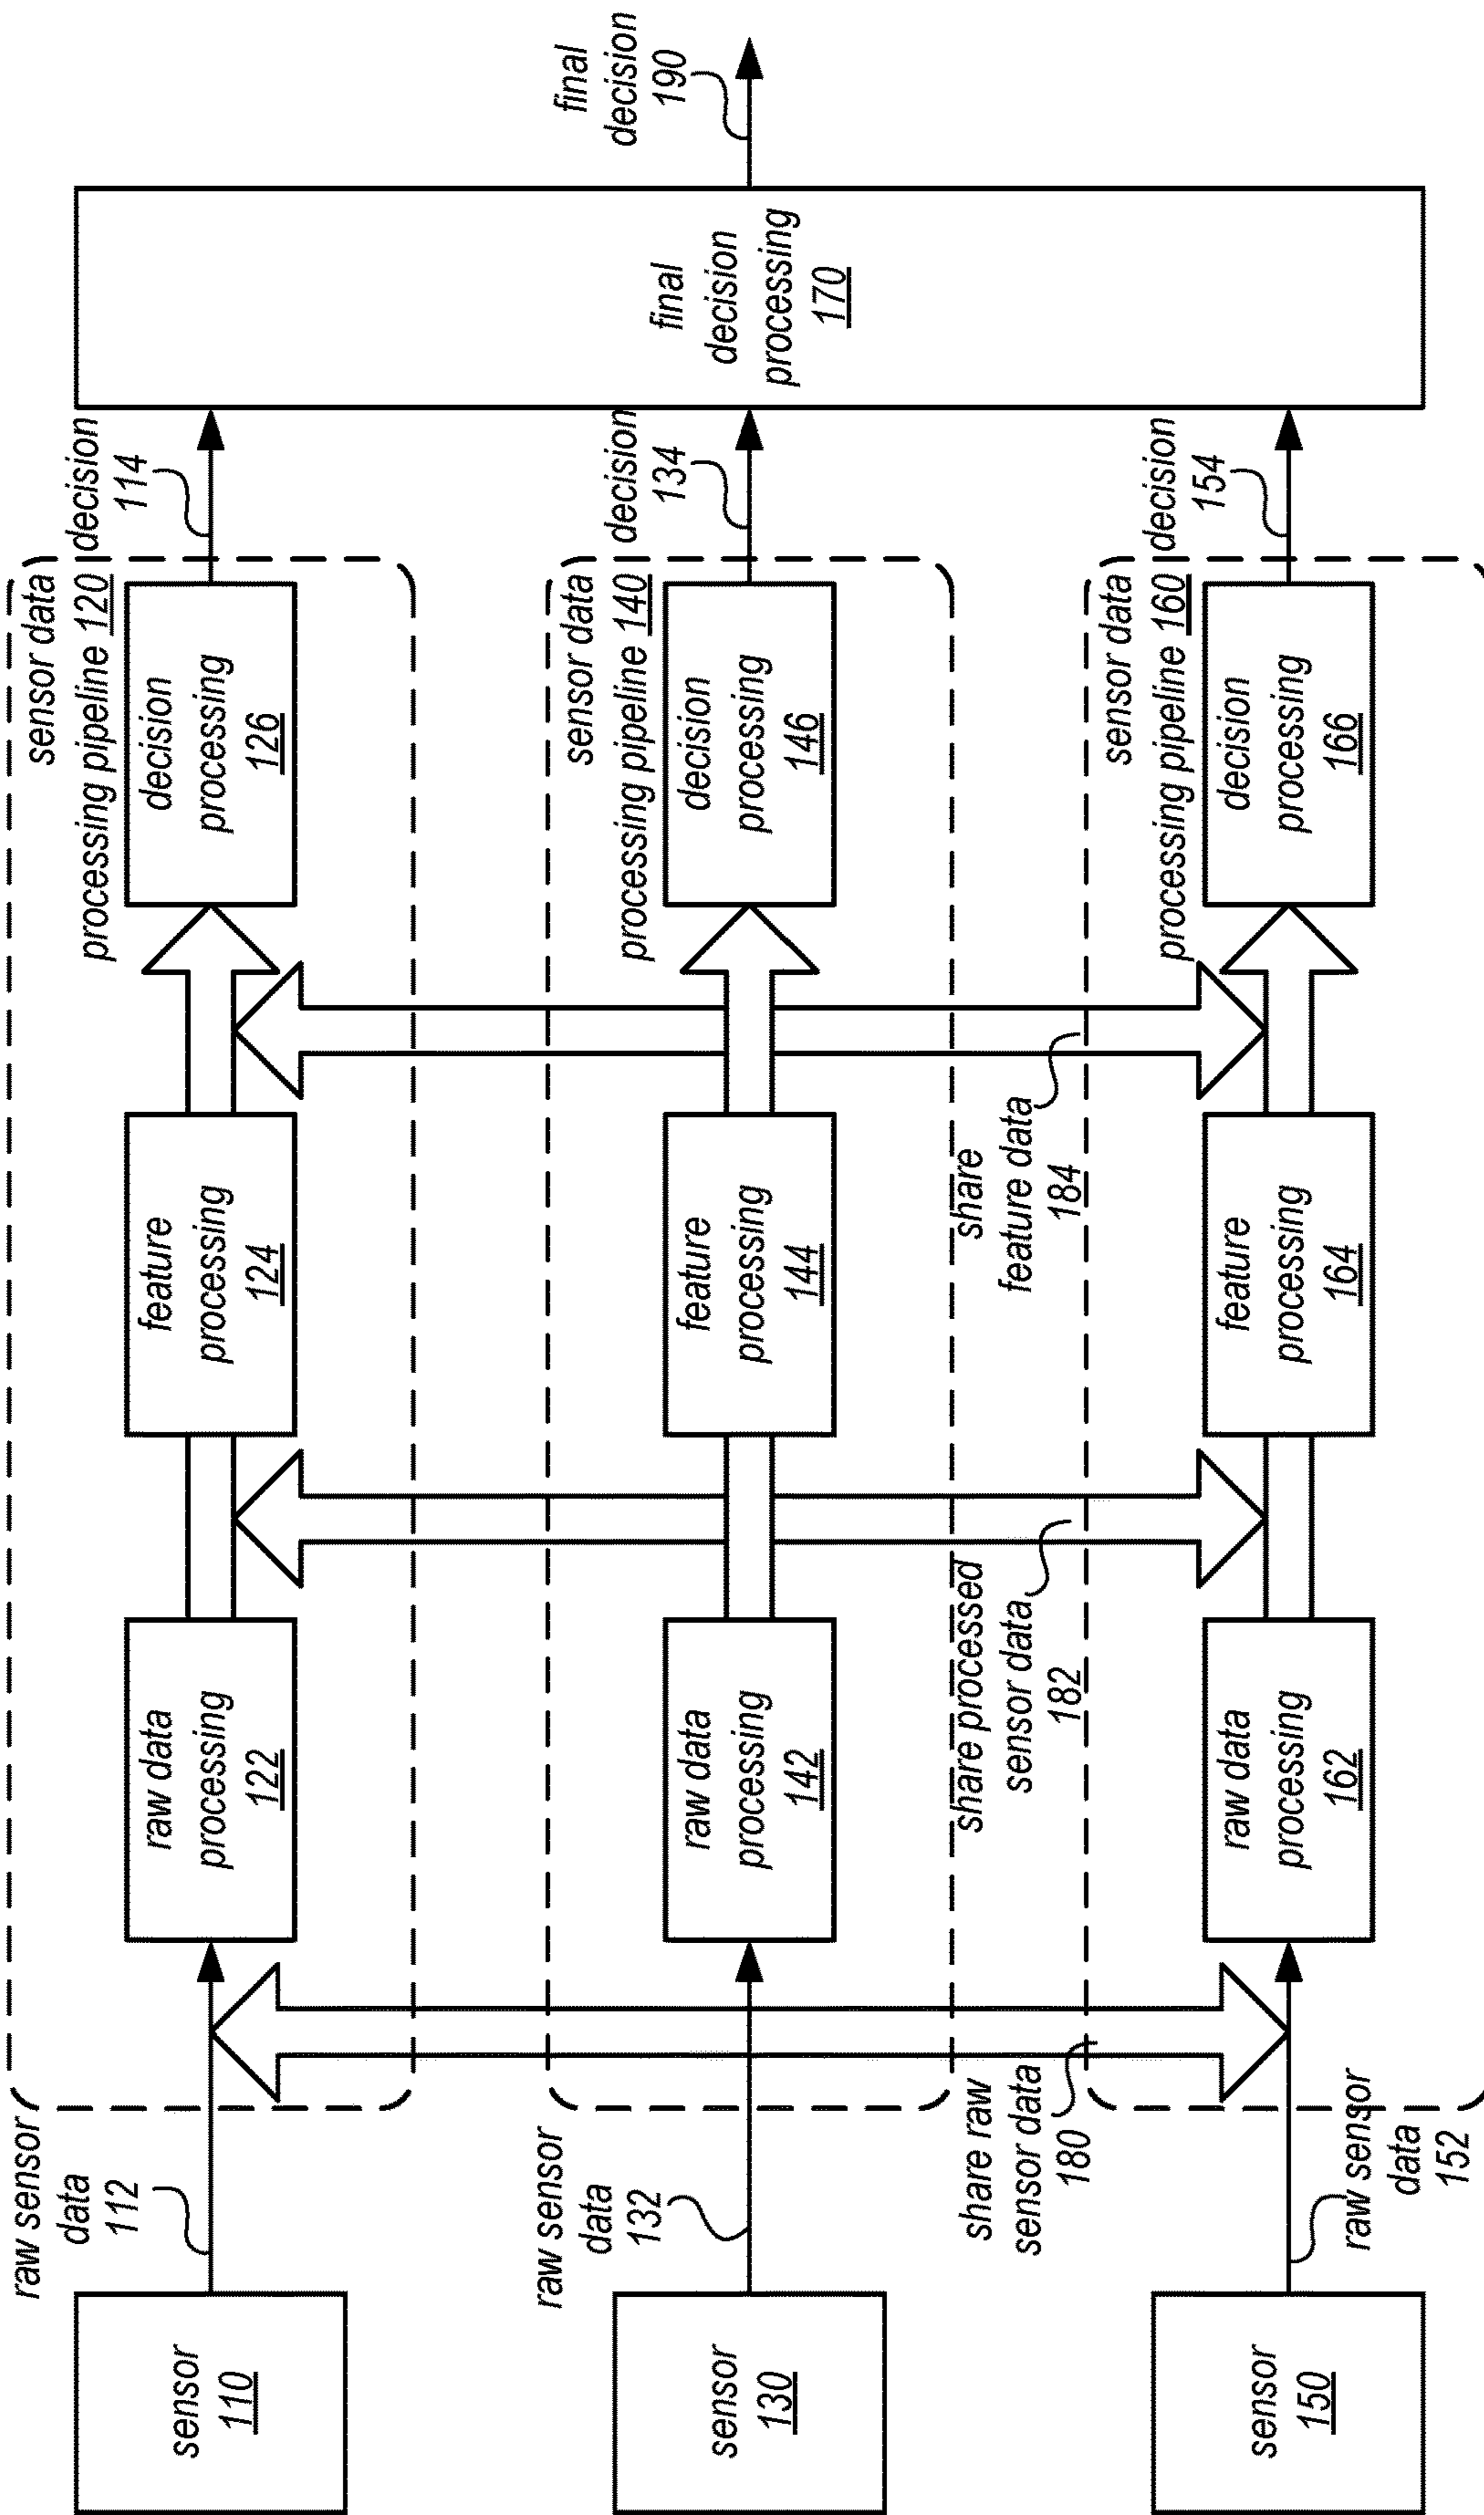 sensor
110
raw sensor
data
112
sensor data
processing pipeline 120
raw data
processing
122
feature
processing
124
decision
processing
126
decision
114
sensor
130
raw sensor
data
132
sensor data
processing pipeline 140
raw data
processing
142
feature
processing
144
decision
processing
146
decision
134
share raw
sensor data
180
share processed
sensor data
182
share
feature data
184
sensor
150
raw sensor
data
152
sensor data
processing pipeline 160
raw data
processing
162
feature
processing
164
decision
processing
166
decision
154
final
decision
processing
170
final
decision
190